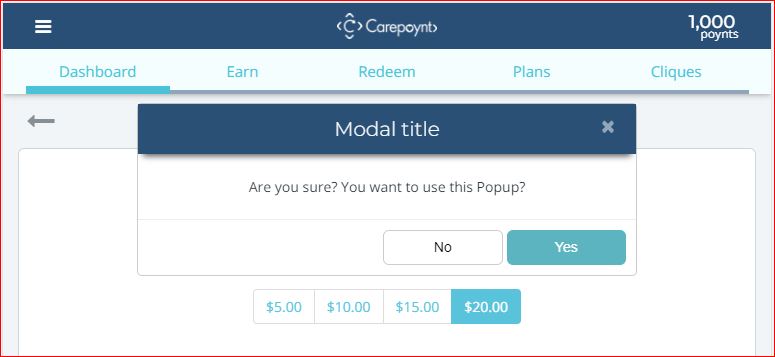 Carepoynt
1,000
poynts
Dashboard Earn Redeem Plans Cliques
Modal title
Are you sure? You want to use this Popup?
No Yes
$5.00 $10.00 $15.00 $20.00